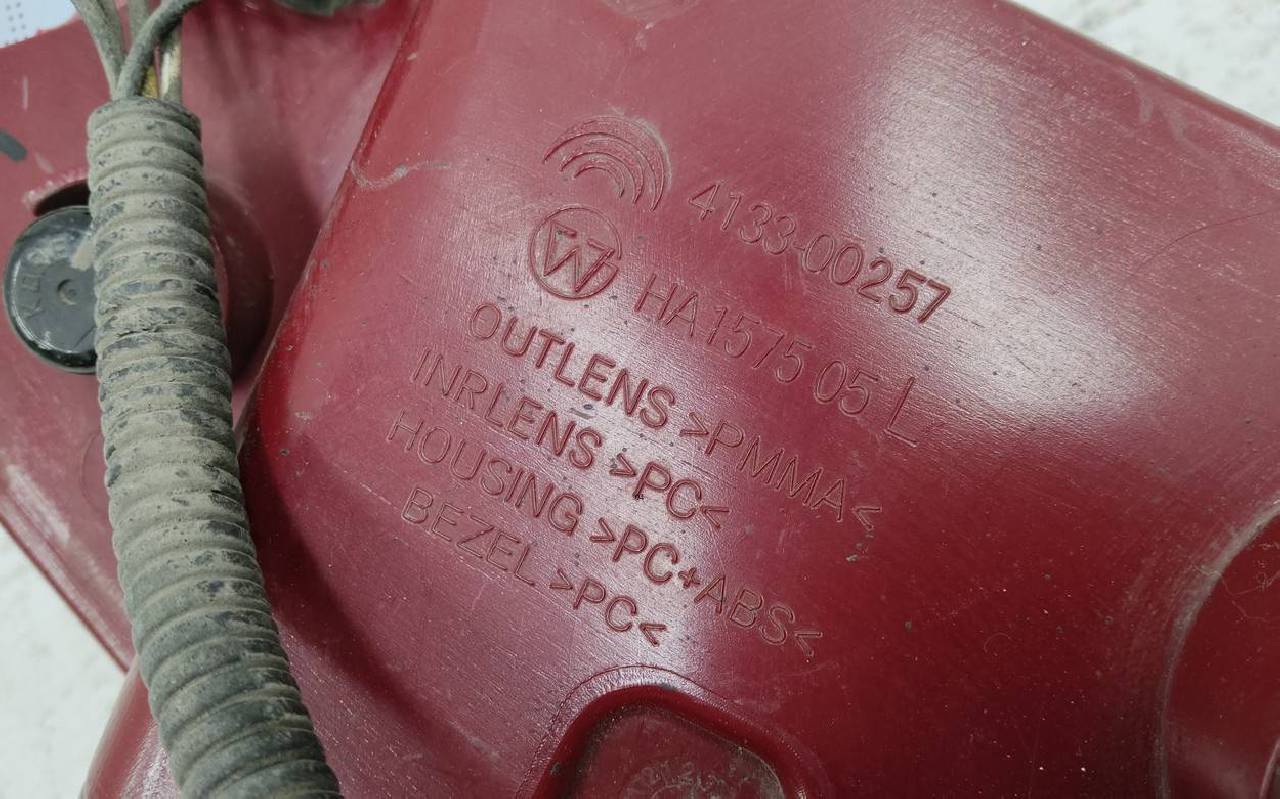 4133-00257
HA1575 05 L
OUTLENS >PMMA<
INRLENS >PC<
HOUSING >PC+ABS<
BEZEL >PC<